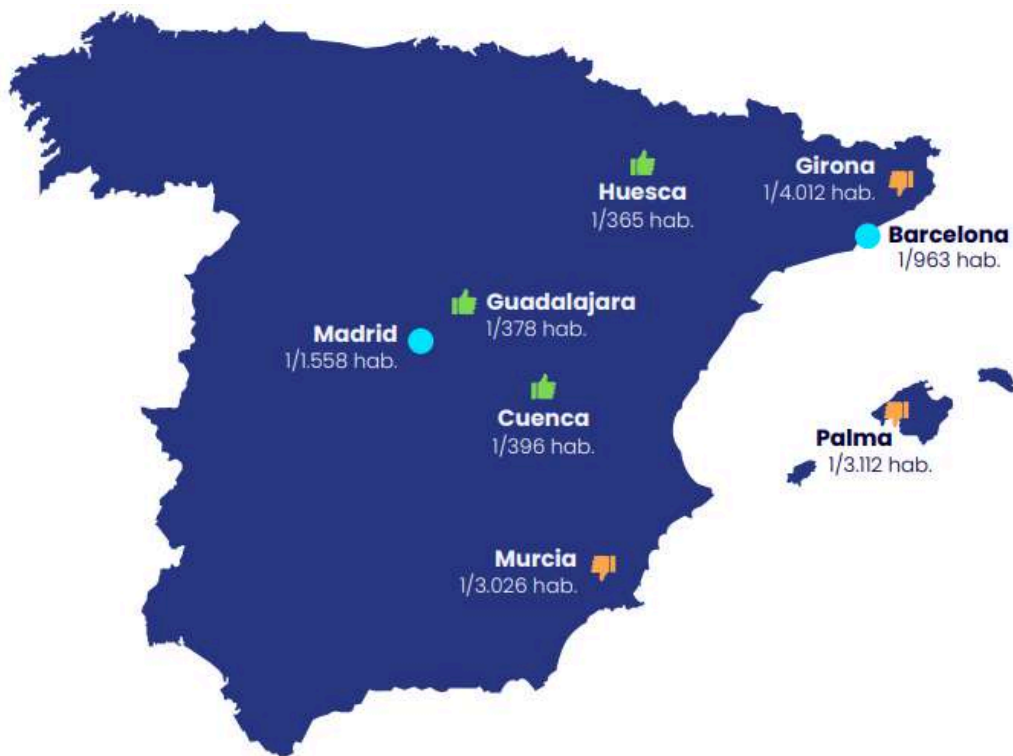 Huesca
1/365 hab.
Girona
1/4.012 hab.
Barcelona
1/963 hab.
Guadalajara
1/378 hab.
Madrid
1/1.558 hab.
Cuenca
1/396 hab.
Palma
1/3.112 hab.
Murcia
1/3.026 hab.